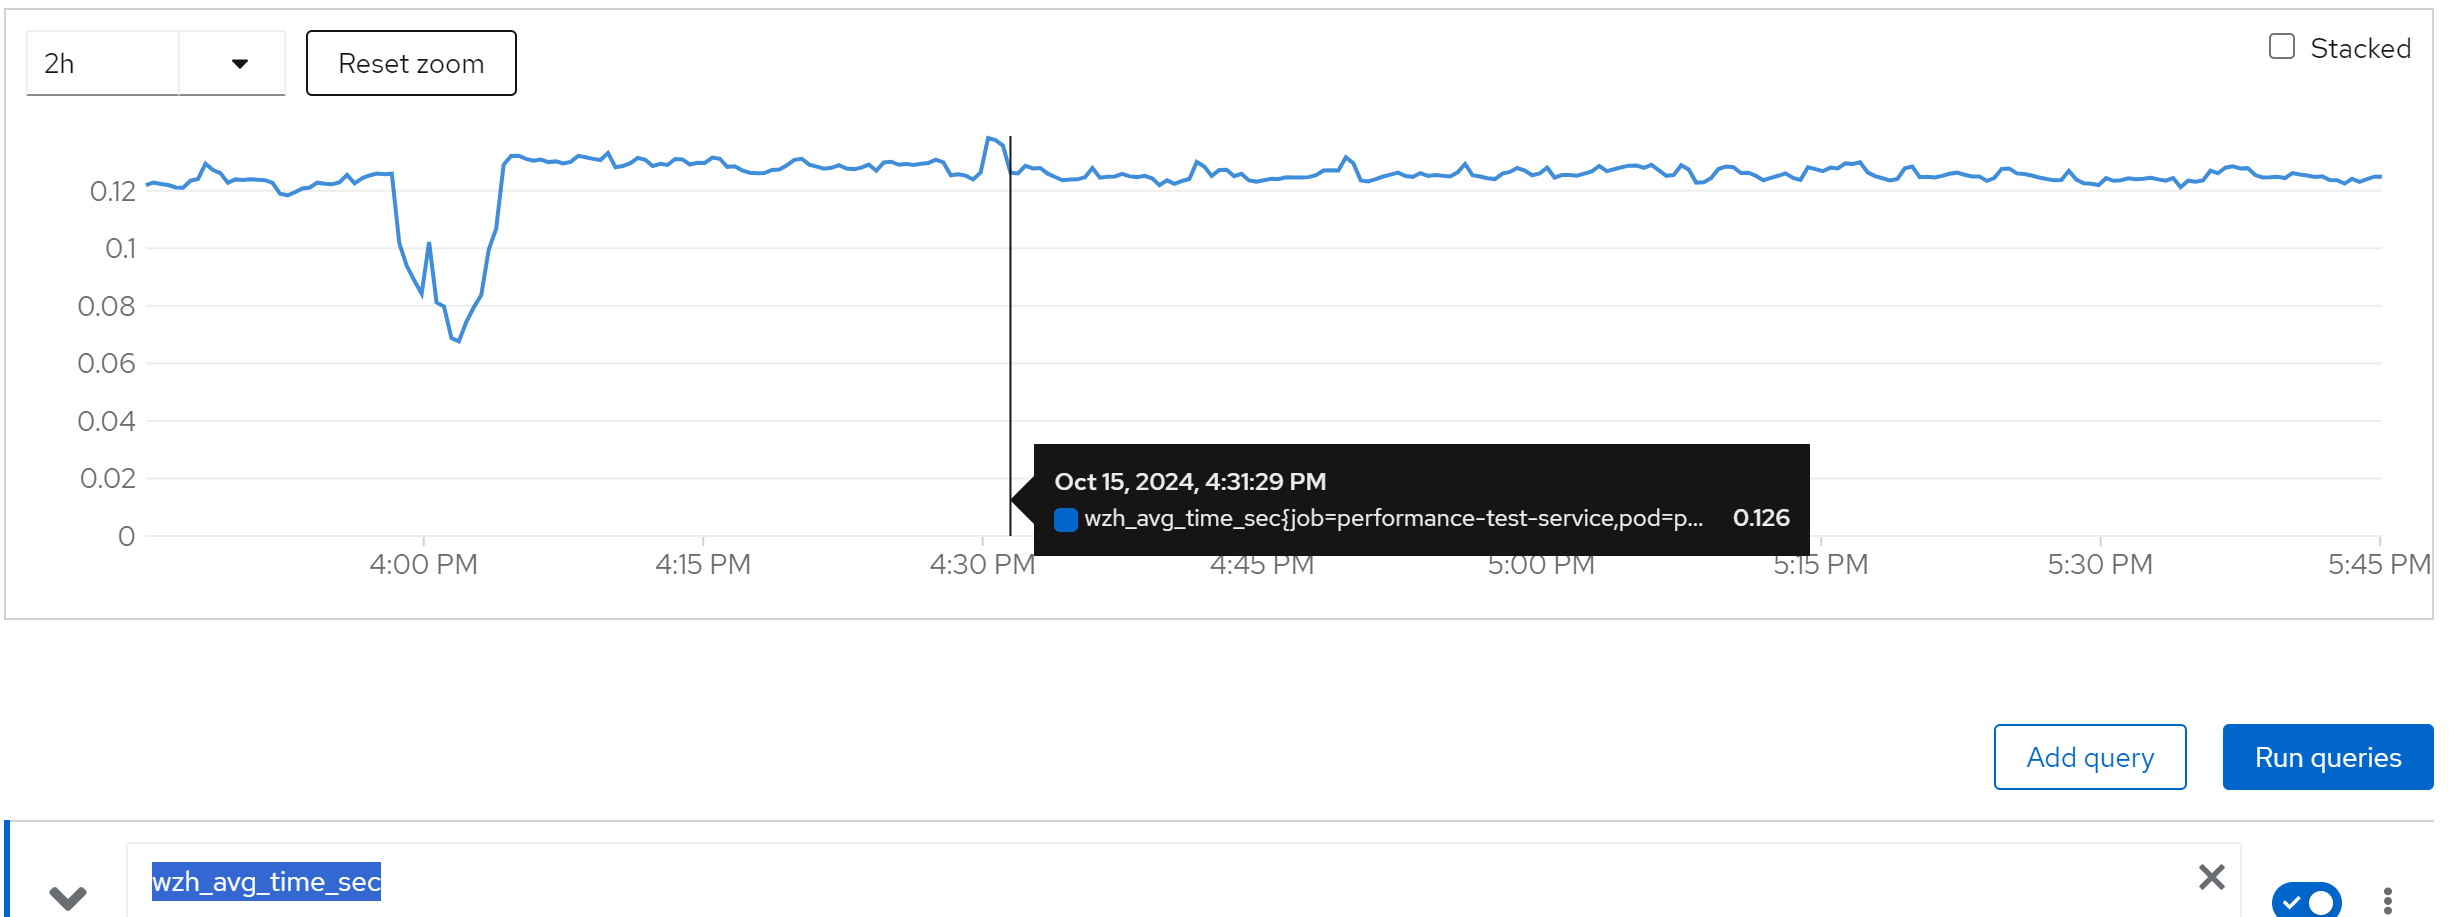 2h
Reset zoom
Stacked
0.12
0.1
0.08
0.06
0.04
0.02
0
Oct 15, 2024, 4:31:29 PM
wzh_avg_time_sec{job=performance-test-service,pod=p... 0.126
4:00 PM 4:15 PM 4:30 PM 4:45 PM 5:00 PM 5:15 PM 5:30 PM 5:45 PM
Add query
Run queries
wzh_avg_time_sec